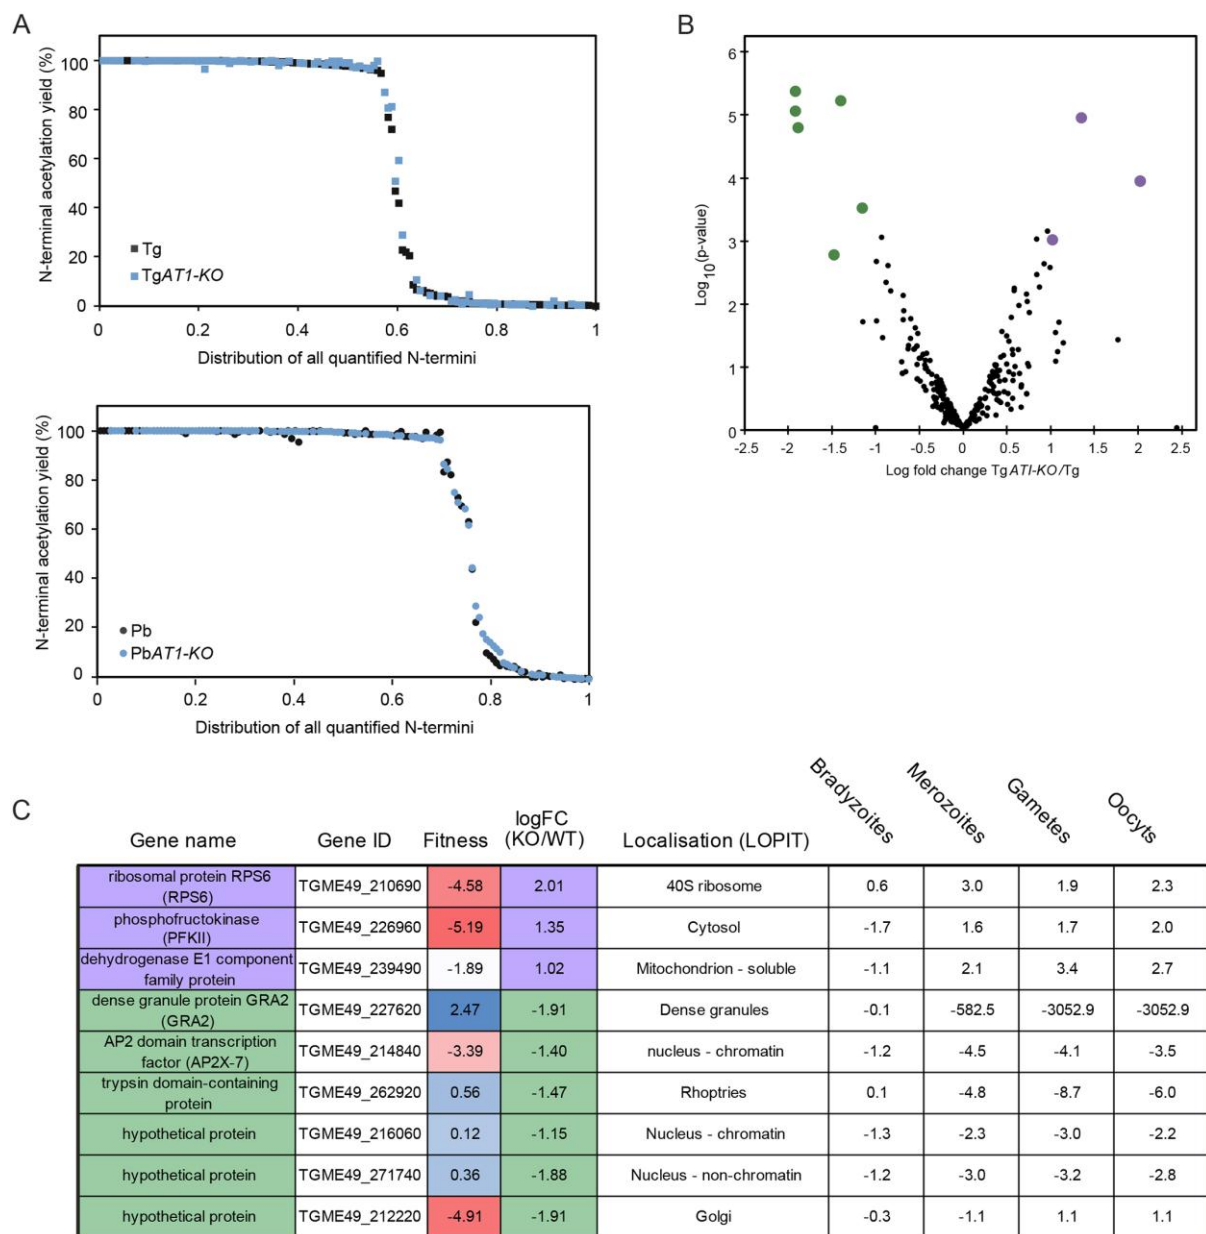 A
N-terminal acetylation yield (%)
100
80
60
40
20
0
Tg
TgAT1-KO
0 0.2 0.4 0.6 0.8 1
Distribution of all quantified N-termini
N-terminal acetylation yield (%)
100
80
60
40
20
0
Pb
PbAT1-KO
0 0.2 0.4 0.6 0.8 1
Distribution of all quantified N-termini
B
Log10(p-value)
6
5
4
3
2
1
0
-2.5 -2 -1.5 -1 -0.5 0 0.5 1 1.5 2 2.5
Log fold change TgATI-KO/Tg
C
Gene name Gene ID Fitness logFC (KO/WT) Localisation (LOPIT) Bradyzoites Merozoites Gametes Oocyts
ribosomal protein RPS6 (RPS6) TGME49_210690 -4.58 2.01 40S ribosome 0.6 3.0 1.9 2.3
phosphofructokinase (PFKII) TGME49_226960 -5.19 1.35 Cytosol -1.7 1.6 1.7 2.0
dehydrogenase E1 component family protein TGME49_239490 -1.89 1.02 Mitochondrion - soluble -1.1 2.1 3.4 2.7
dense granule protein GRA2 (GRA2) TGME49_227620 2.47 -1.91 Dense granules -0.1 -582.5 -3052.9 -3052.9
AP2 domain transcription factor (AP2X-7) TGME49_214840 -3.39 -1.40 nucleus - chromatin -1.2 -4.5 -4.1 -3.5
trypsin domain-containing protein TGME49_262920 0.56 -1.47 Rhoptries 0.1 -4.8 -8.7 -6.0
hypothetical protein TGME49_216060 0.12 -1.15 Nucleus - chromatin -1.3 -2.3 -3.0 -2.2
hypothetical protein TGME49_271740 0.36 -1.88 Nucleus - non-chromatin -1.2 -3.0 -3.2 -2.8
hypothetical protein TGME49_212220 -4.91 -1.91 Golgi -0.3 -1.1 1.1 1.1